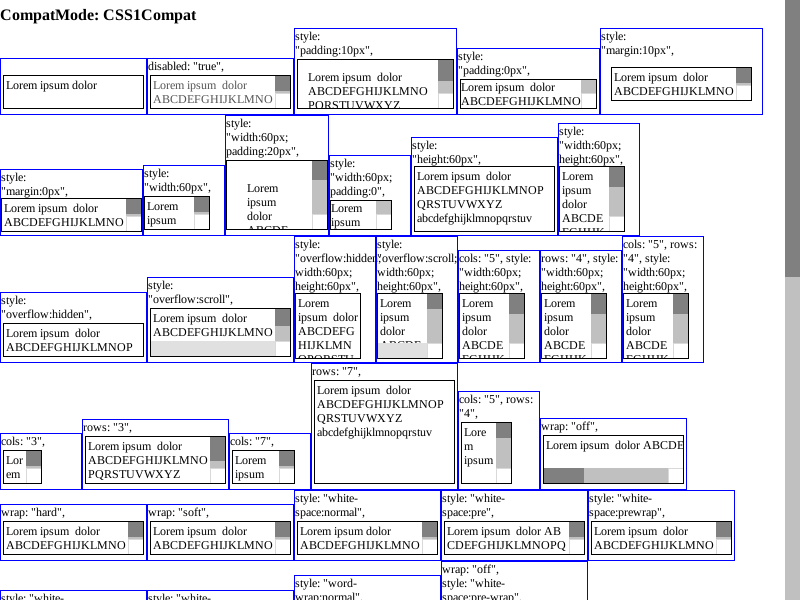 CompatMode: CSS1Compat
Lorem ipsum dolor
disabled: "true",
Lorem ipsum  dolor
ABCDEFGHIJKLMNO
style:
"padding:10px",
Lorem ipsum  dolor
ABCDEFGHIJKLMNO
PQRSTUVWXYZ
style:
"padding:0px",
Lorem ipsum  dolor
ABCDEFGHIJKLMNO
style:
"margin:10px",
Lorem ipsum  dolor
ABCDEFGHIJKLMNO
style:
"margin:0px",
Lorem ipsum  dolor
ABCDEFGHIJKLMNO
style:
"width:60px",
Lorem
ipsum
style:
"width:60px;
padding:20px",
Lorem
ipsum
dolor
ABCDE
style:
"width:60px;
padding:0",
Lorem
ipsum
style:
"height:60px",
Lorem ipsum  dolor
ABCDEFGHIJKLMNOP
QRSTUVWXYZ
abcdefghijklmnopqrstuv
style:
"width:60px;
height:60px",
Lorem
ipsum
dolor
ABCDE
FGHIJK
style:
"overflow:hidden",
Lorem ipsum  dolor
ABCDEFGHIJKLMNOP
style:
"overflow:scroll",
Lorem ipsum  dolor
ABCDEFGHIJKLMNO
style:
"overflow:hidden;
width:60px;
height:60px",
Lorem
ipsum
dolor
ABCDEFG
HIJKLMN
OPQRSTU
style:
"overflow:scroll;
width:60px;
height:60px",
Lorem
ipsum
dolor
ABCDE
cols: "5", style:
"width:60px;
height:60px",
Lorem
ipsum
dolor
ABCDE
FGHIJK
rows: "4", style:
"width:60px;
height:60px",
Lorem
ipsum
dolor
ABCDE
FGHIJK
cols: "5", rows:
"4", style:
"width:60px;
height:60px",
Lorem
ipsum
dolor
ABCDE
FGHIJK
cols: "3",
Lor
em
rows: "3",
Lorem ipsum  dolor
ABCDEFGHIJKLMNO
PQRSTUVWXYZ
cols: "7",
Lorem
ipsum
rows: "7",
Lorem ipsum  dolor
ABCDEFGHIJKLMNOP
QRSTUVWXYZ
abcdefghijklmnopqrstuv
cols: "5", rows:
"4",
Lore
m
ipsum
wrap: "off",
Lorem ipsum  dolor ABCDE
wrap: "hard",
Lorem ipsum  dolor
ABCDEFGHIJKLMNO
wrap: "soft",
Lorem ipsum  dolor
ABCDEFGHIJKLMNO
style: "white-
space:normal",
Lorem ipsum dolor
ABCDEFGHIJKLMNO
style: "white-
space:pre",
Lorem ipsum  dolor AB
CDEFGHIJKLMNOPQ
style: "white-
space:prewrap",
Lorem ipsum  dolor
ABCDEFGHIJKLMNO
style: "white-
style: "white-
style: "word-
wrap:normal",
wrap: "off",
style: "white-
space:pre-wrap",